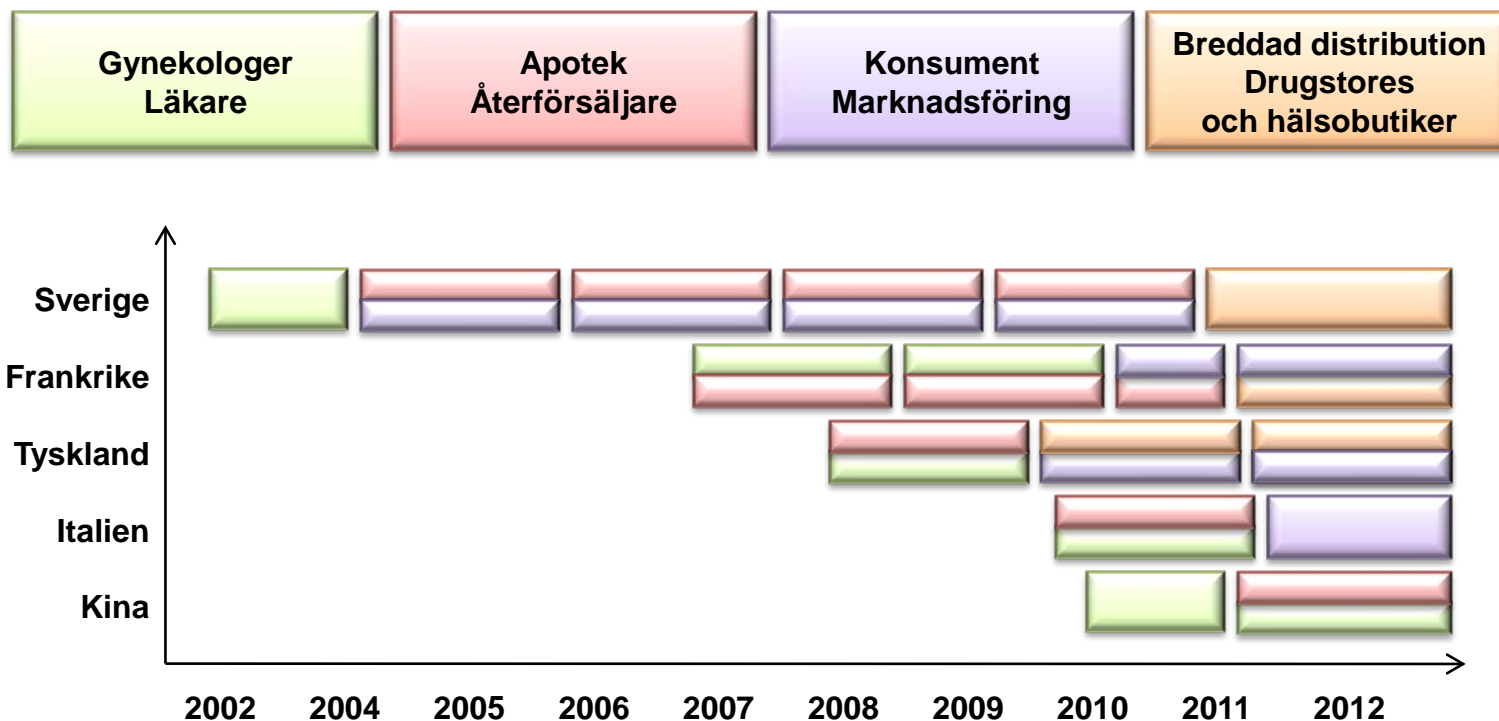 Gynekologer
Läkare
Apotek
Återförsäljare
Konsument
Marknadsföring
Breddad distribution
Drugstores
och hälsobutiker
Sverige
Frankrike
Tyskland
Italien
Kina
2002 2004 2005 2006 2007 2008 2009 2010 2011 2012